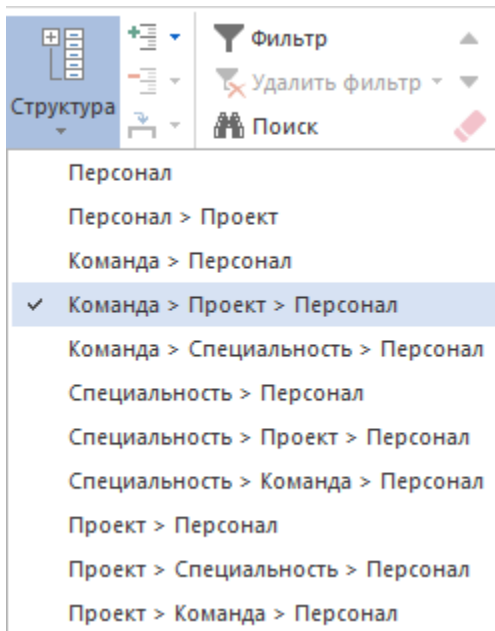 Структура
Фильтр
Удалить фильтр
Поиск
Персонал
Персонал > Проект
Команда > Персонал
Команда > Проект > Персонал
Команда > Специальность > Персонал
Специальность > Персонал
Специальность > Проект > Персонал
Специальность > Команда > Персонал
Проект > Персонал
Проект > Специальность > Персонал
Проект > Команда > Персонал